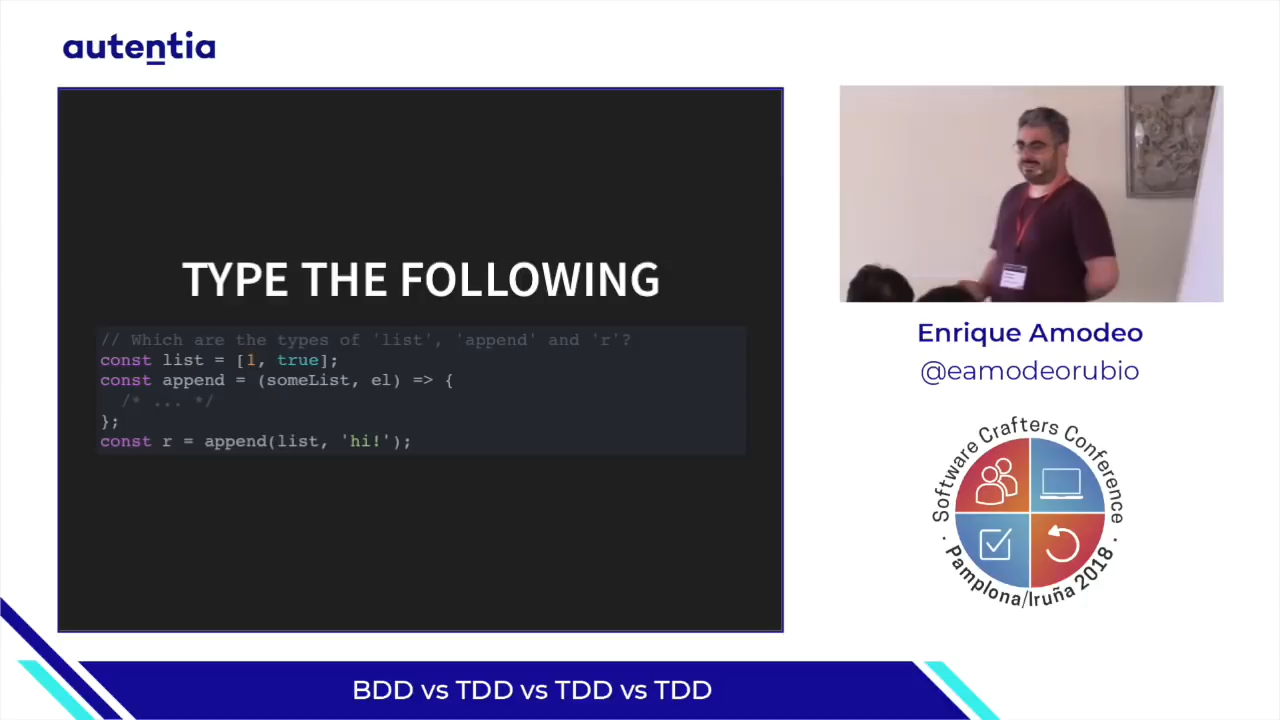 autentia
TYPE THE FOLLOWING
// Which are the types of 'list', 'append' and 'r'?
const list = [1, true];
const append = (someList, el) => {
  /* ... */
};
const r = append(list, 'hi!');
Enrique Amodeo
@eamodeorubio
Software Crafters Conference
· Pamplona/Iruña 2018 ·
BDD vs TDD vs TDD vs TDD